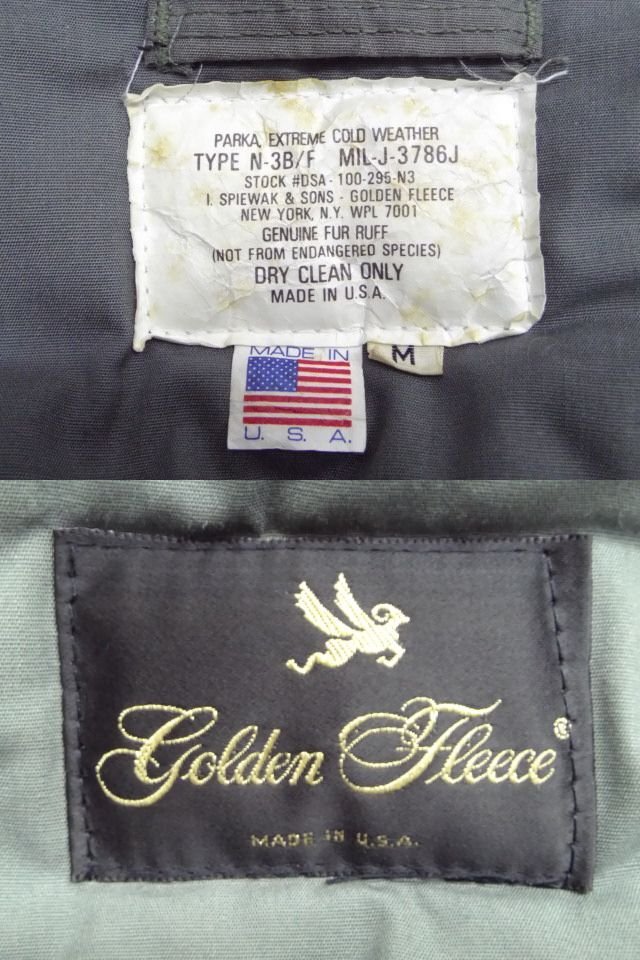 PARKA, EXTREME COLD WEATHER
TYPE N-3B/F MIL-J-3786J
STOCK #DSA-100-295-N3
I. SPIEWAK & SONS - GOLDEN FLEECE
NEW YORK, N.Y. WPL 7001
GENUINE FUR RUFF
(NOT FROM ENDANGERED SPECIES)
DRY CLEAN ONLY
MADE IN U.S.A.
MADE IN
U. S. A.
M
Golden Fleece®
MADE IN U.S.A.